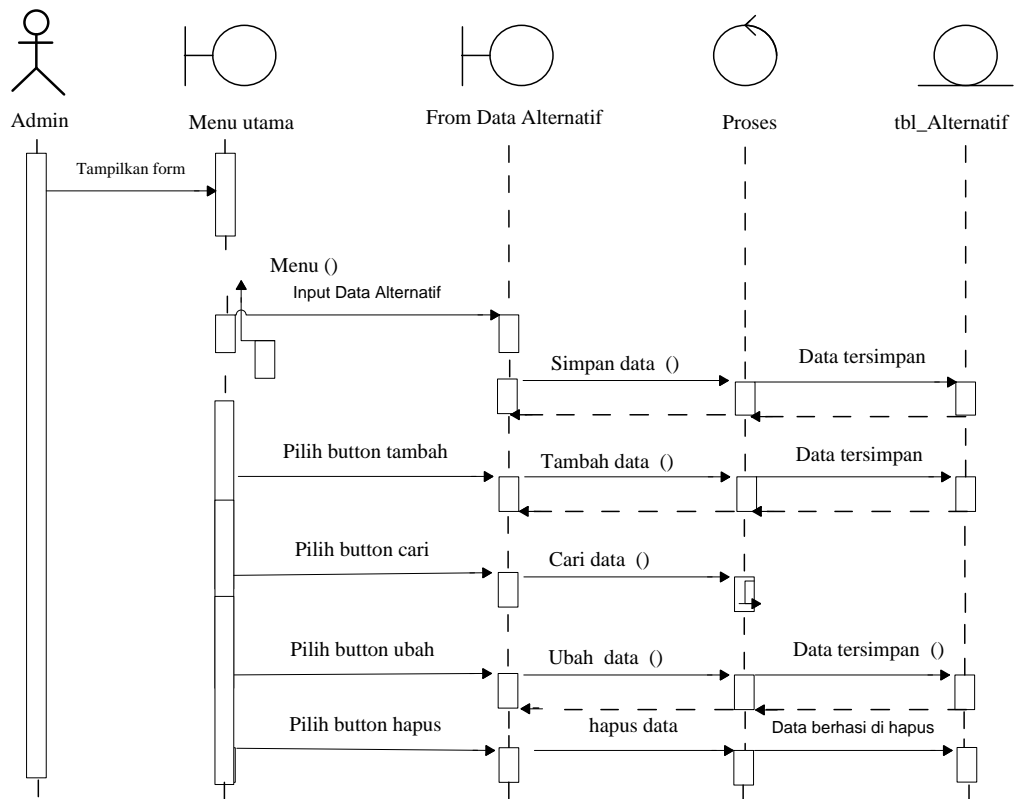 Admin
Menu utama
From Data Alternatif
Proses
tbl_Alternatif
Tampilkan form
Menu ()
Input Data Alternatif
Simpan data ()
Data tersimpan
Pilih button tambah
Tambah data ()
Data tersimpan
Pilih button cari
Cari data ()
Pilih button ubah
Ubah data ()
Data tersimpan ()
Pilih button hapus
hapus data
Data berhasi di hapus